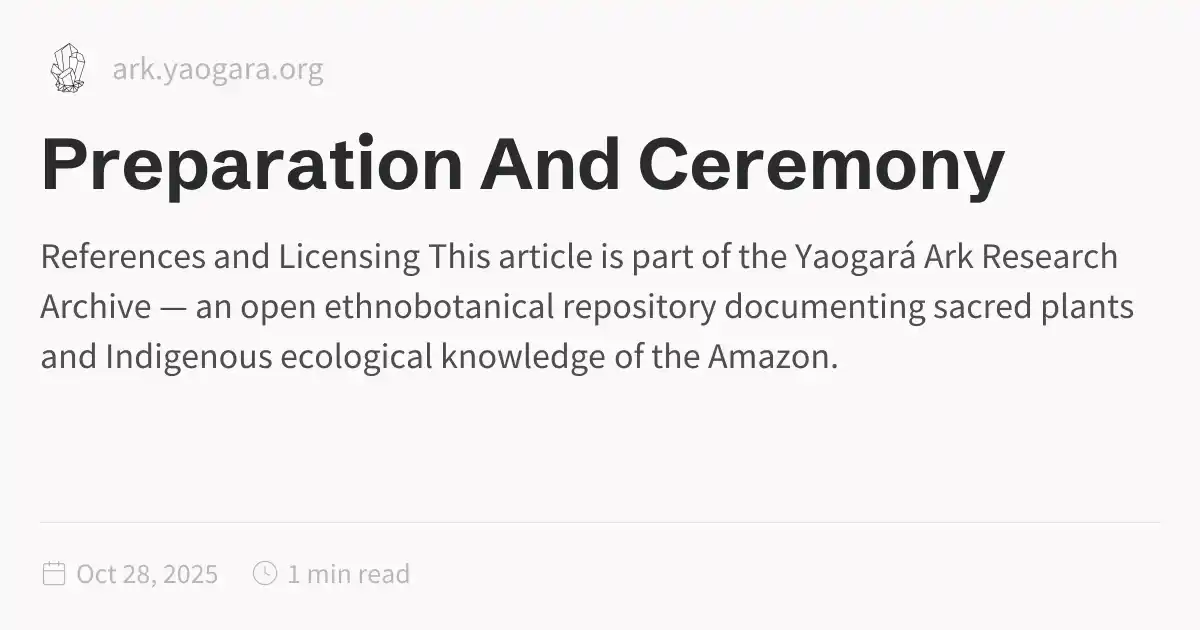 ark.yaogara.org
Preparation And Ceremony
References and Licensing This article is part of the Yaogará Ark Research
Archive — an open ethnobotanical repository documenting sacred plants
and Indigenous ecological knowledge of the Amazon.
Oct 28, 2025 1 min read